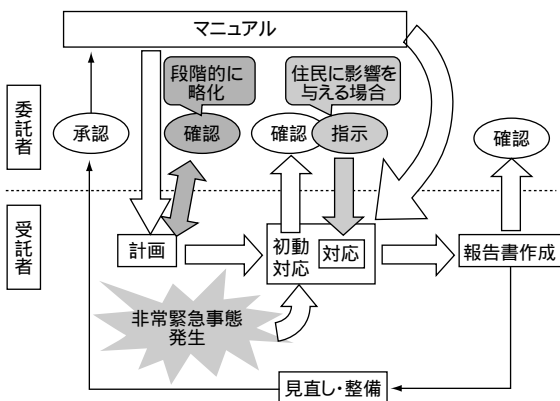 マニュアル
段階的に
略化
住民に影響を
与える場合
委託者
承認
確認
確認
指示
確認
受託者
計画
初動
対応
対応
報告書作成
非常緊急事態
発生
見直し・整備